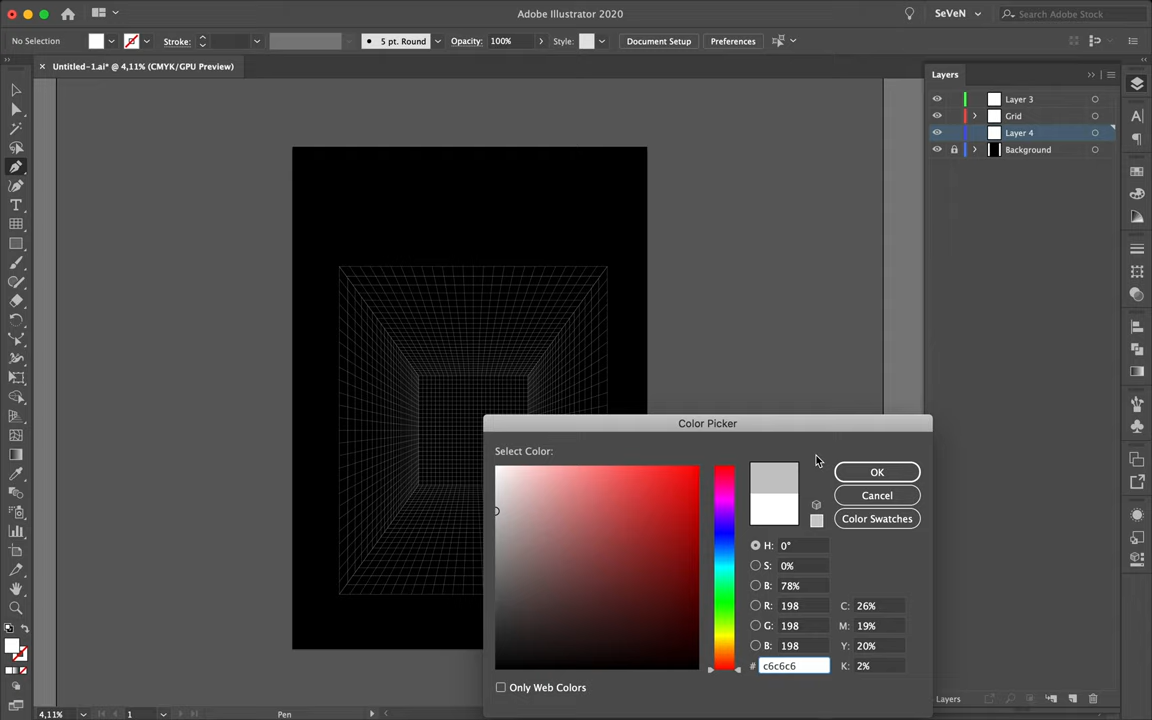 Adobe Illustrator 2020
SeVeN
Search Adobe Stock
No Selection
Stroke:
5 pt. Round
Opacity:
100%
Style:
Document Setup
Preferences
Untitled-1.ai* @ 4,11% (CMYK/GPU Preview)
Layers
Layer 3
Grid
Layer 4
Background
Color Picker
Select Color:
OK
Cancel
Color Swatches
H: 0°
S: 0%
B: 78%
R: 198
C: 26%
G: 198
M: 19%
B: 198
Y: 20%
# c6c6c6
K: 2%
Only Web Colors
Layers
4,11%
1
Pen